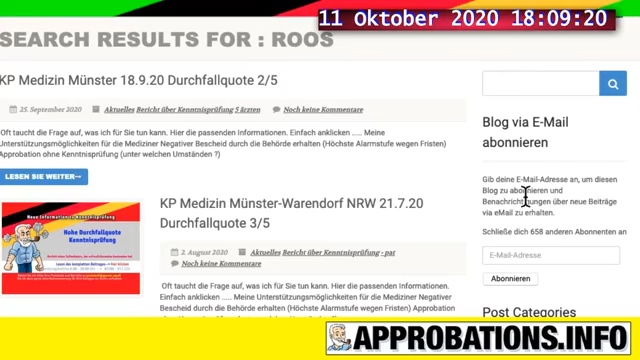 11 Oktober 2020 18:09:20
SEARCH RESULTS FOR : ROOS
KP Medizin Münster 18.9.20 Durchfallquote 2/5
25. September 2020 Aktuelles Bericht über Kenntnisprüfung 5 ärzten Noch keine Kommentare
Oft taucht die Frage auf, was ich für Sie tun kann. Hier die passenden Informationen. Einfach anklicken ..... Meine
Unterstützungsmöglichkeiten für die Mediziner Negativer Bescheid durch die Behörde erhalten (Höchste Alarmstufe wegen Fristen)
Approbation ohne Kenntnisprüfung (unter welchen Umständen ?)
LESEN SIE WEITER
KP Medizin Münster-Warendorf NRW 21.7.20
Durchfallquote 3/5
2. August 2020 Aktuelles Bericht über Kenntnisprüfung - pat
Noch keine Kommentare
Oft taucht die Frage auf, was ich für Sie tun kann. Hier die passenden Informationen.
Einfach anklicken ..... Meine Unterstützungsmöglichkeiten für die Mediziner Negativer
Bescheid durch die Behörde erhalten (Höchste Alarmstufe wegen Fristen) Approbation
Neue Information zu Kenntnisprüfung
Hohe
Durchfallquote
Kenntnisprüfung
Blog via E-Mail
abonnieren
Gib deine E-Mail-Adresse an, um diesen
Blog zu abonnieren und
Benachrichtigungen über neue Beiträge
via eMail zu erhalten.
Schließe dich 658 anderen Abonnenten an
E-Mail-Adresse
Abonnieren
Post Categories
APPROBATIONS.INFO